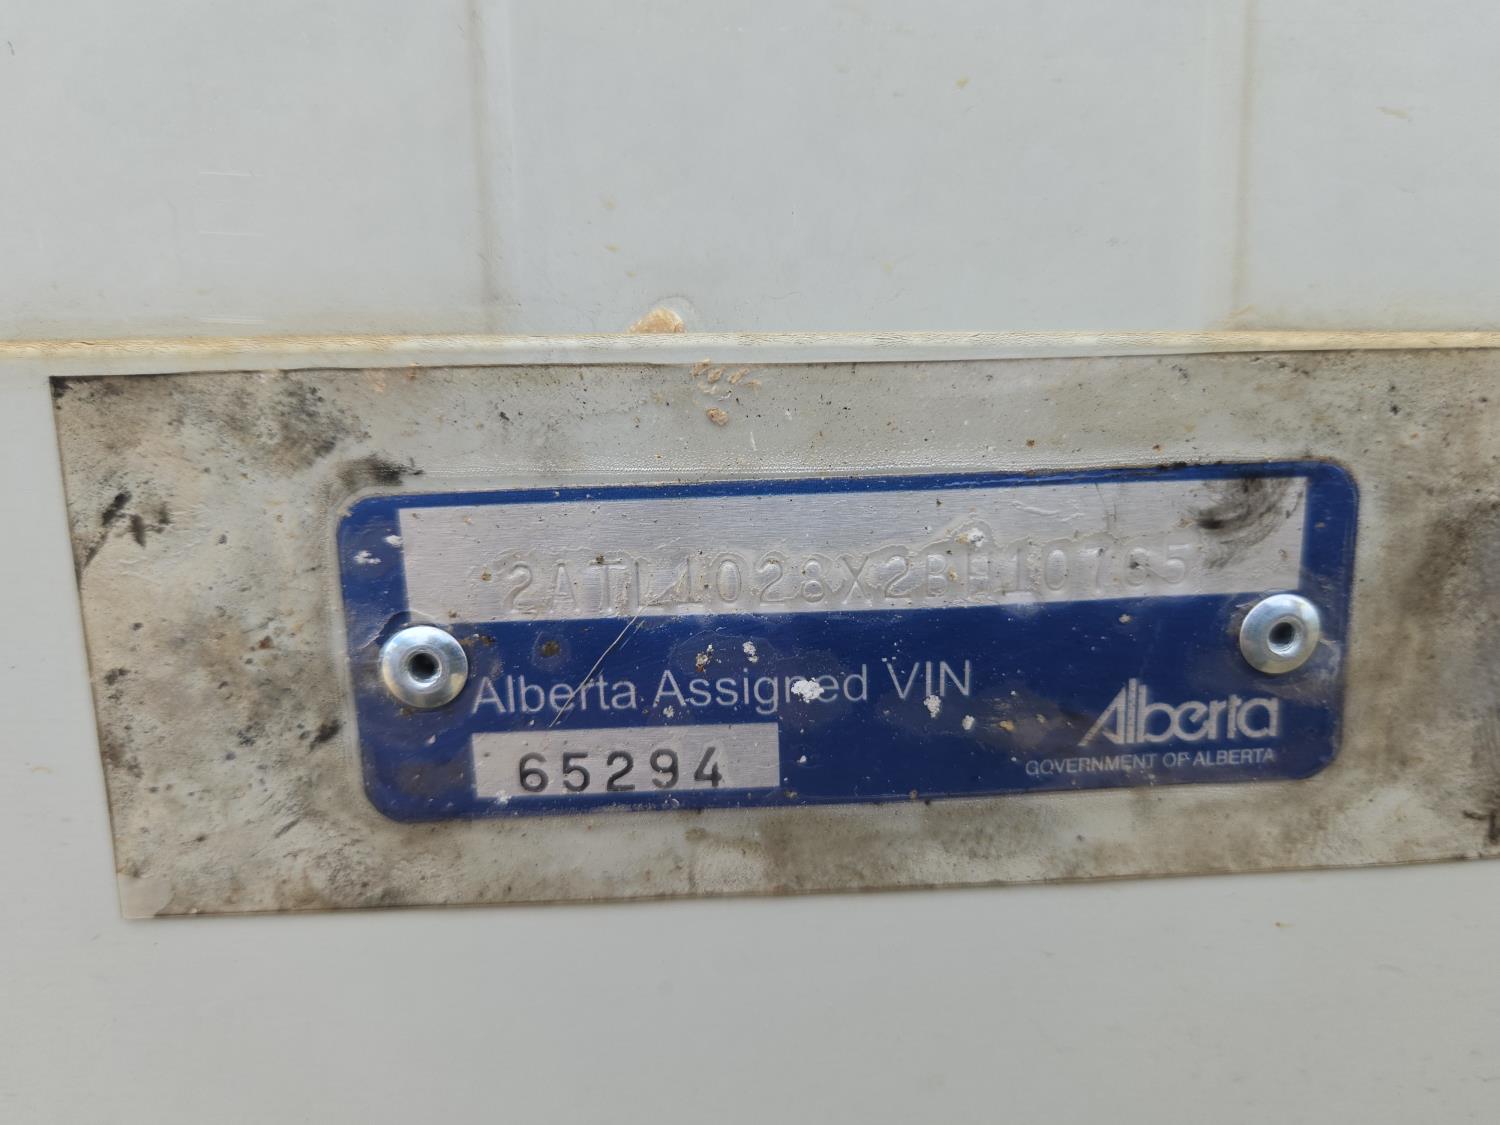 2ATL1028X2BH10765
Alberta Assigned VIN
65294
Alberta
GOVERNMENT OF ALBERTA